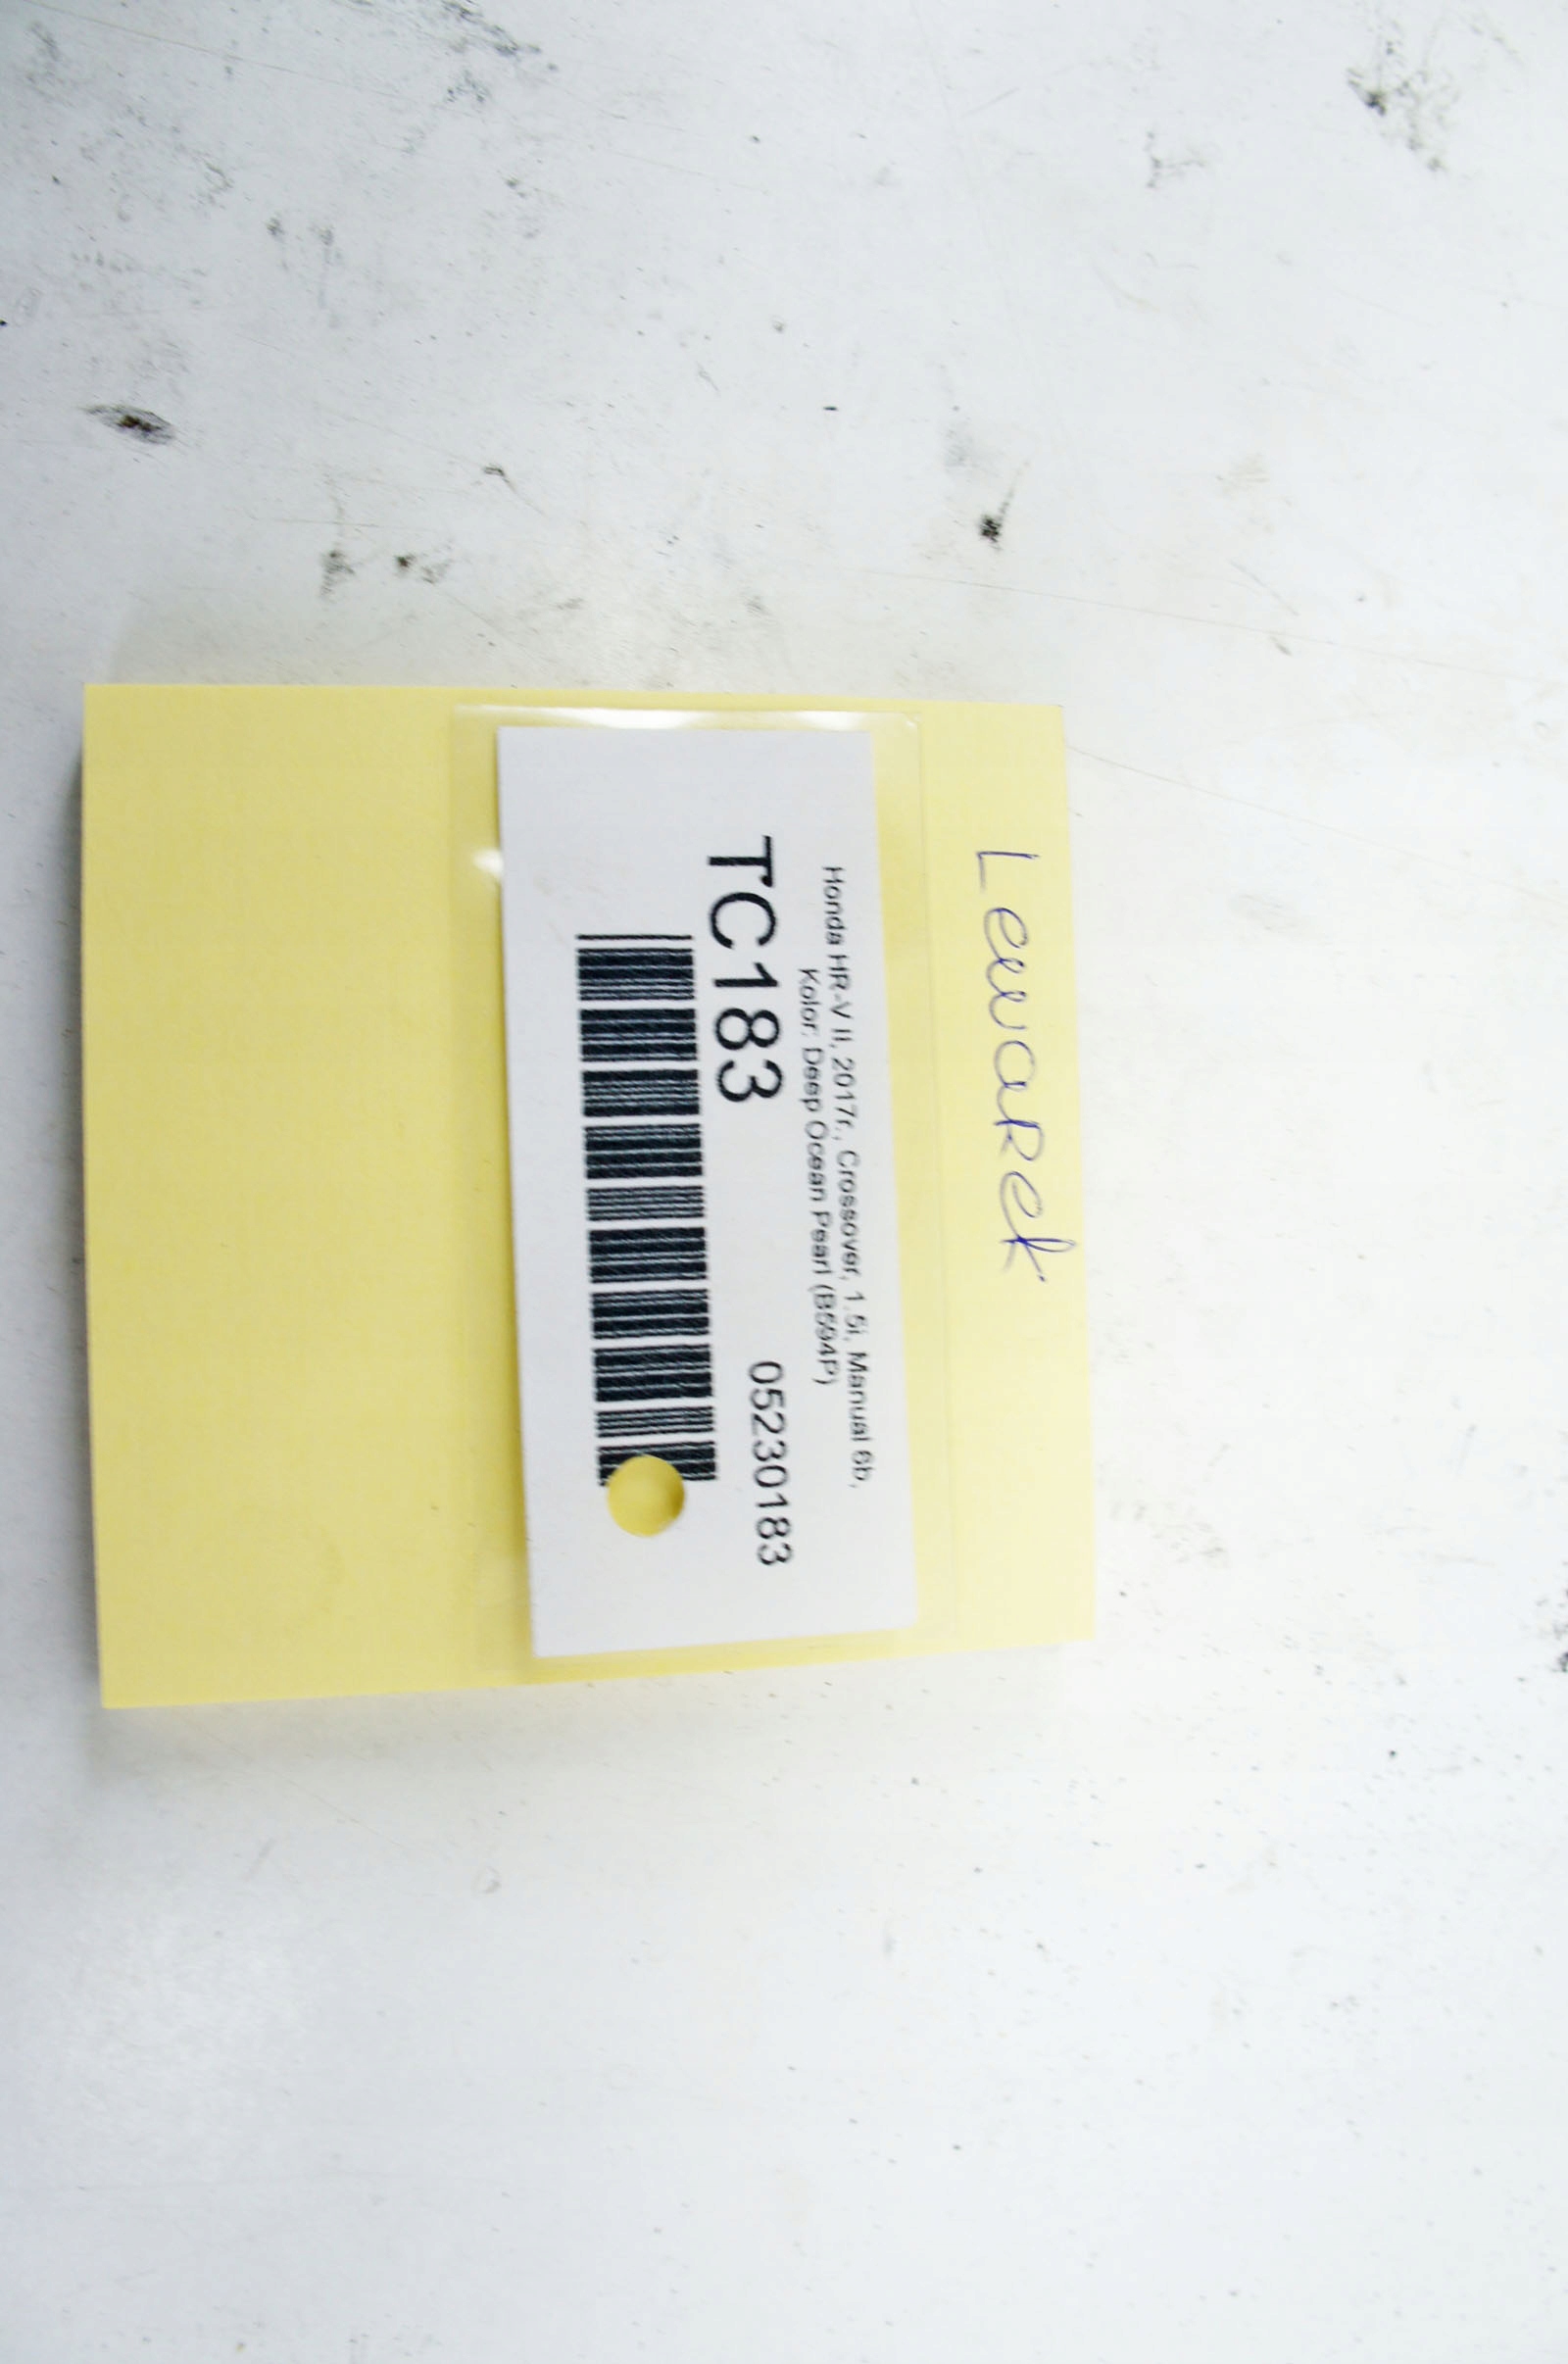 Lewarek
Honda HR-V II, 2017r., Crossover, 1.5i, Manual 6b,
Kolor: Deep Ocean Pearl (B594P)
TC183
05230183